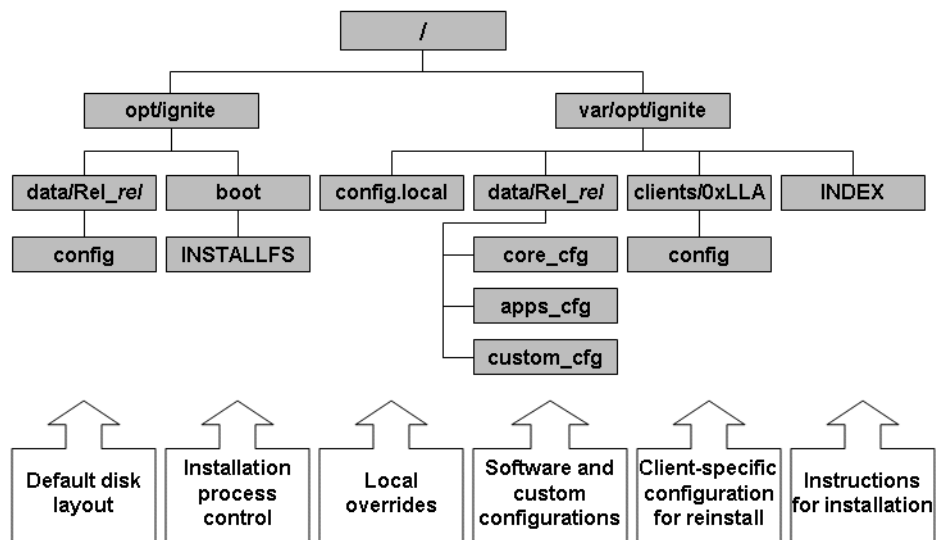 /
opt/ignite
var/opt/ignite
data/Rel_rel
boot
config.local
data/Rel_rel
clients/0xLLA
INDEX
config
INSTALLFS
core_cfg
config
apps_cfg
custom_cfg
Default disk
layout
Installation
process
control
Local
overrides
Software and
custom
configurations
Client-specific
configuration
for reinstall
Instructions
for installation